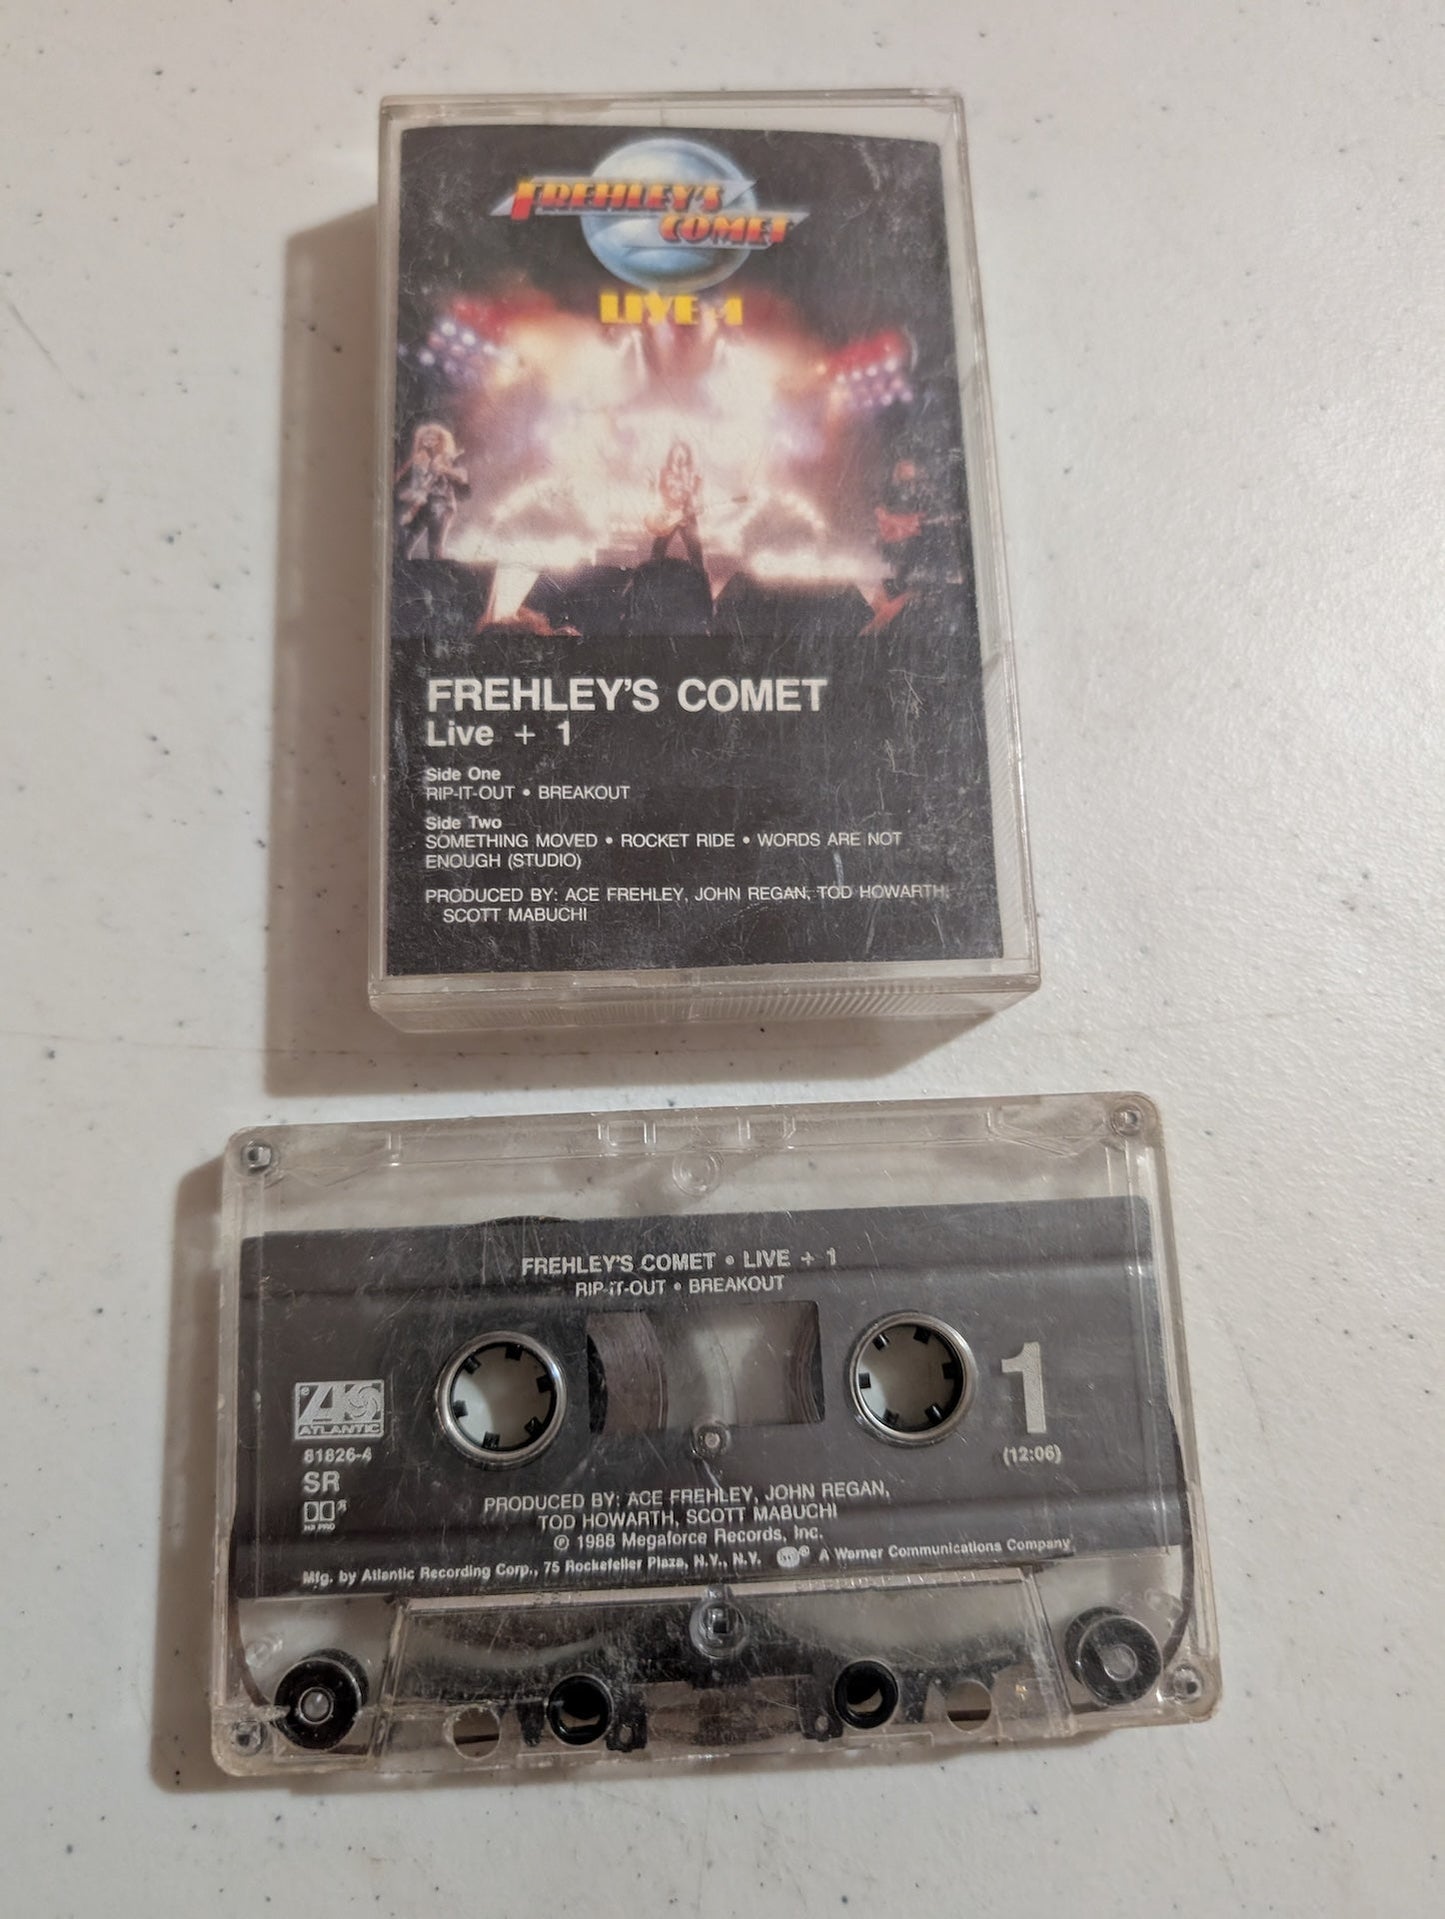 FREHLEY'S
COMET
LIVE +1
FREHLEY'S COMET
Live + 1
Side One
RIP-IT-OUT • BREAKOUT
Side Two
SOMETHING MOVED • ROCKET RIDE • WORDS ARE NOT
ENOUGH (STUDIO)
PRODUCED BY: ACE FREHLEY, JOHN REGAN, TOD HOWARTH,
SCOTT MABUCHI
FREHLEY'S COMET • LIVE + 1
RIP-IT-OUT • BREAKOUT
1
(12:06)
ATLANTIC
81826-4
SR
HX PRO
PRODUCED BY: ACE FREHLEY, JOHN REGAN,
TOD HOWARTH, SCOTT MABUCHI
℗ 1988 Megaforce Records, Inc.
Mfg. by Atlantic Recording Corp., 75 Rockefeller Plaza, N.Y., N.Y. ® A Warner Communications Company